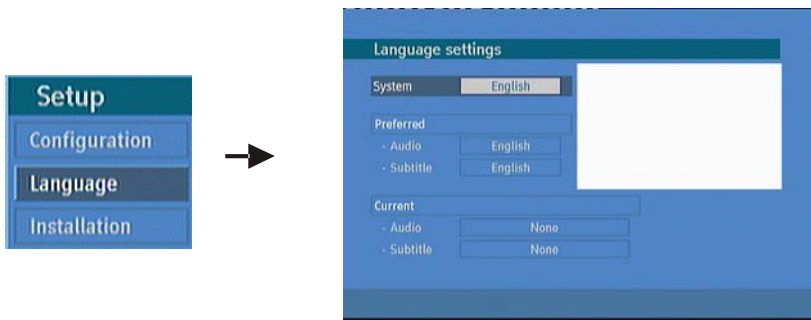 Setup
Configuration
Language
Installation
Language settings
System English
Preferred
- Audio English
- Subtitle English
Current
- Audio None
- Subtitle None